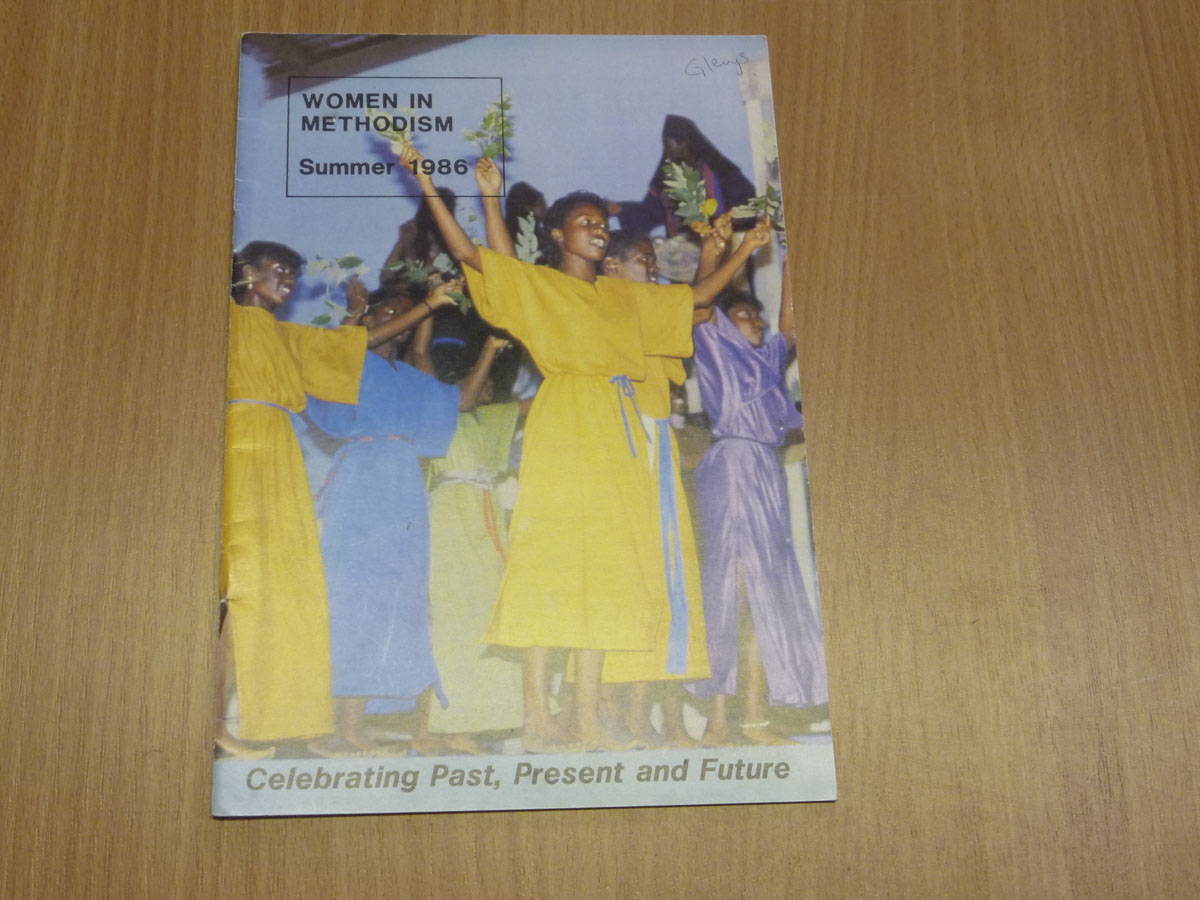 Glenys
WOMEN IN
METHODISM
Summer 1986
Celebrating Past, Present and Future